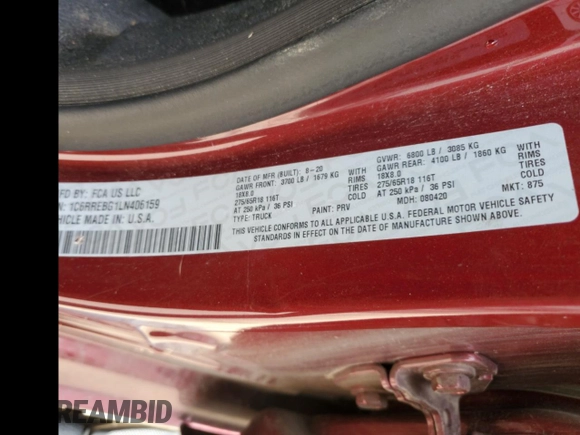 MFD BY: FCA US LLC
1C6RREBG1LN406159
VEHICLE MADE IN: U.S.A.
DATE OF MFR (BUILT): 8-20
GAWR FRONT: 3700 LB / 1679 KG WITH
18X8.0 RIMS
275/65R18 116T TIRES
AT 250 kPa / 36 PSI COLD
TYPE: TRUCK
GVWR: 6800 LB / 3085 KG
GAWR REAR: 4100 LB / 1860 KG WITH
18X8.0 RIMS
275/65R18 116T TIRES
AT 250 kPa / 36 PSI COLD
PAINT: PRV MDH: 080420 MKT: 875
THIS VEHICLE CONFORMS TO ALL APPLICABLE U.S.A. FEDERAL MOTOR VEHICLE SAFETY
STANDARDS IN EFFECT ON THE DATE OF MANUFACTURE SHOWN ABOVE.
REAMBID